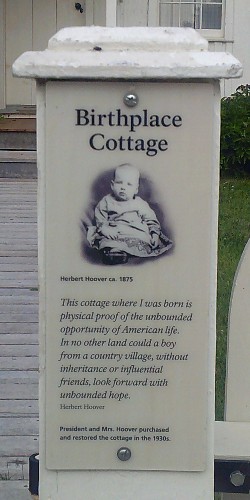 Birthplace
Cottage
Herbert Hoover ca. 1875
This cottage where I was born is
physical proof of the unbounded
opportunity of American life.
In no other land could a boy
from a country village, without
inheritance or influential
friends, look forward with
unbounded hope.
Herbert Hoover
President and Mrs. Hoover purchased
and restored the cottage in the 1930s.